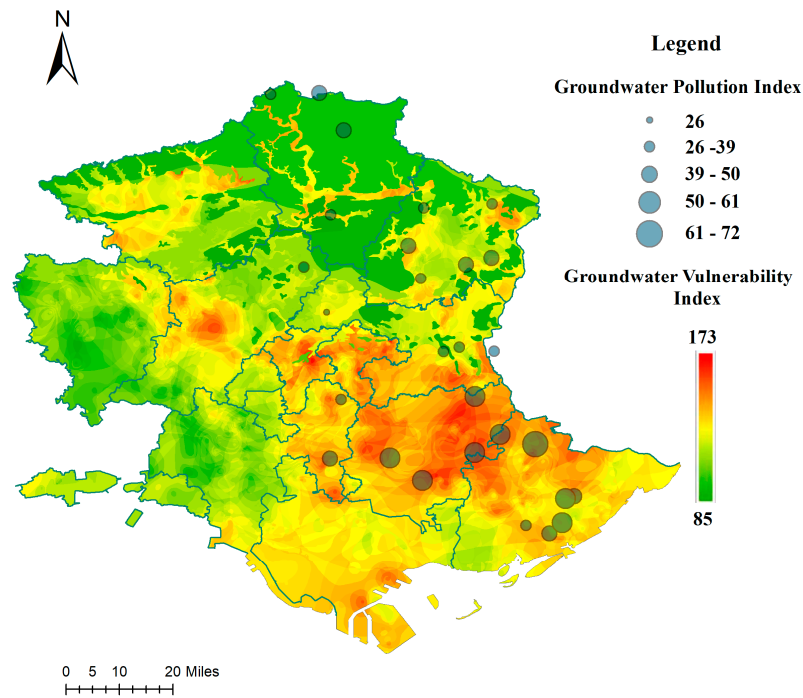 N
Legend
Groundwater Pollution Index
26
26 -39
39 - 50
50 - 61
61 - 72
Groundwater Vulnerability
Index
173
85
0 5 10 20 Miles